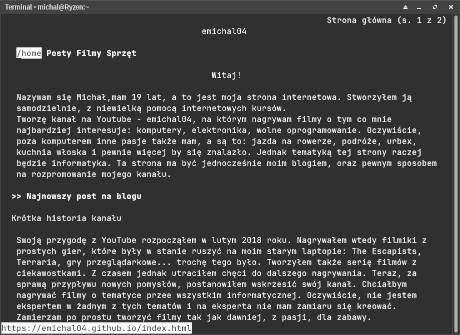 Terminal - michal@Ryzen:~
Strona główna (s. 1 z 2)
emichal04
/home Posty Filmy Sprzęt
Witaj!
Nazywam się Michał,mam 19 lat, a to jest moja strona internetowa. Stworzyłem ją
samodzielnie, z niewielką pomocą internetowych kursów.
Tworzę kanał na Youtube - emichal04, na którym nagrywam filmy o tym co mnie
najbardziej interesuje: komputery, elektronika, wolne oprogramowanie. Oczywiście,
poza komputerem inne pasje także mam, a są to: jazda na rowerze, podróże, urbex,
kuchnia włoska i pewnie więcej by się znalazło. Jednak tematyką tej strony raczej
będzie informatyka. Ta strona ma być jednocześnie moim blogiem, oraz pewnym sposobem
na rozpromowanie mojego kanału.
>> Najnowszy post na blogu
Krótka historia kanału
Swoją przygodę z YouTube rozpocząłem w lutym 2018 roku. Nagrywałem wtedy filmiki z
prostych gier, które były w stanie ruszyć na moim starym laptopie: The Escapists,
Terraria, gry przeglądarkowe... trochę tego było. Tworzyłem także serię filmów z
ciekawostkami. Z czasem jednak utraciłem chęci do dalszego nagrywania. Teraz, za
sprawą przypływu nowych pomysłów, postanowiłem wskrzesić swój kanał. Chciałbym
nagrywać filmy o tematyce przee wszystkim informatycznej. Oczywiście, nie jestem
ekspertem w żadnym z tych tematów i na eksperta nie mam zamiaru się kreować.
Zamierzam po prostu tworzyć filmy tak jak dawniej, z pasji, dla zabawy.
https://emichal04.github.io/index.html